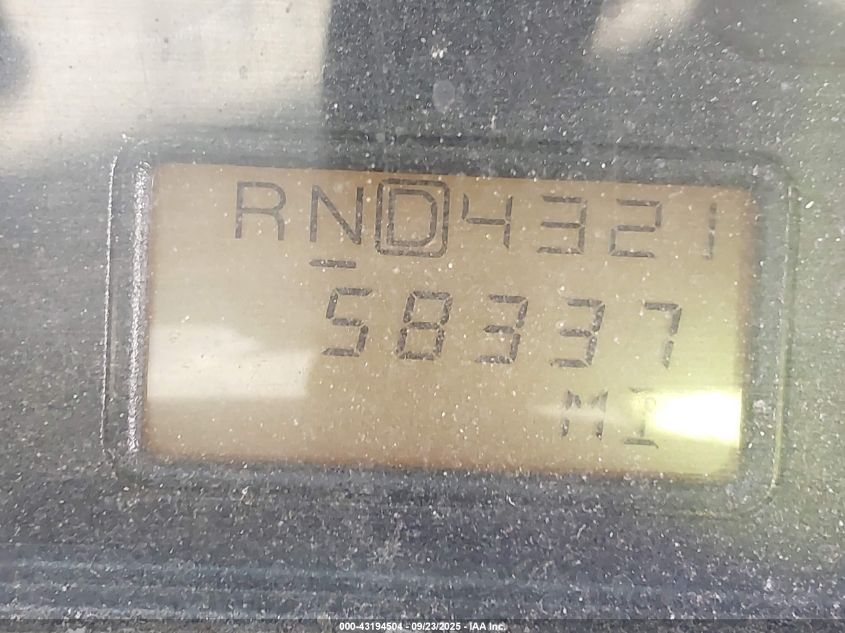 RND4321
58337
MI
000-43194504 - 09/23/2025 - IAA Inc.